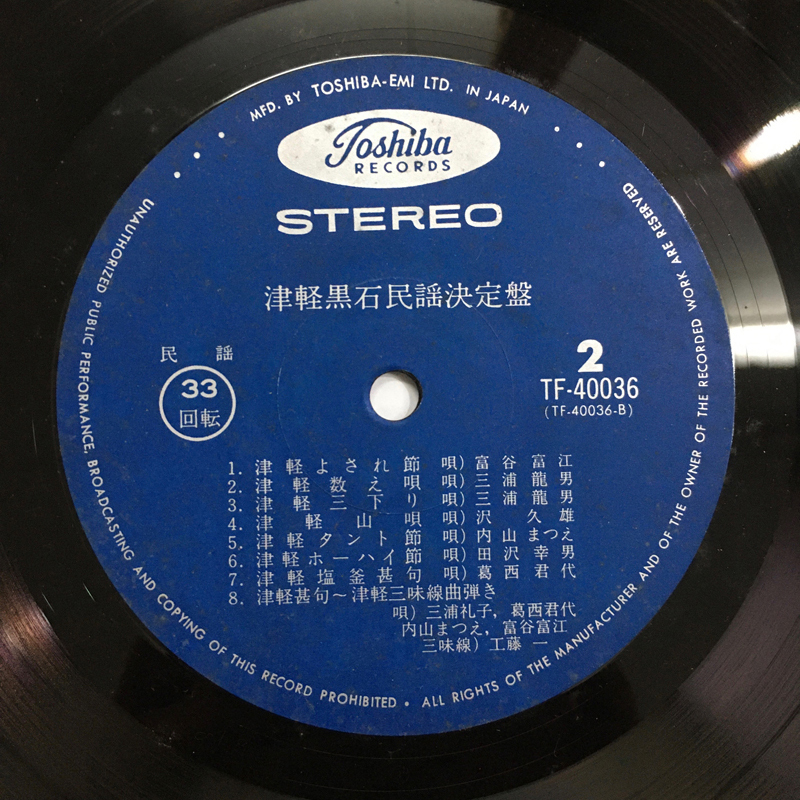 MFD. BY TOSHIBA-EMI LTD. IN JAPAN
Toshiba
RECORDS
STEREO
津軽黒石民謡決定盤
民謡
33
回転
2
TF-40036
(TF-40036-B)
1. 津軽よされ節 唄) 富谷富江
2. 津軽数え唄 唄) 三浦龍男
3. 津軽三下り 唄) 三浦龍男
4. 津軽山唄 唄) 沢久雄
5. 津軽タント節 唄) 内山まつえ
6. 津軽ホーハイ節 唄) 田沢幸男
7. 津軽塩釜甚句 唄) 葛西君代
8. 津軽甚句～津軽三味線曲弾き
唄) 三浦礼子, 葛西君代
内山まつえ, 富谷富江
三味線) 工藤一
UNAUTHORIZED PUBLIC PERFORMANCE, BROADCASTING AND COPYING OF THIS RECORD PROHIBITED • ALL RIGHTS OF THE MANUFACTURER AND OF THE OWNER OF THE RECORDED WORK ARE RESERVED